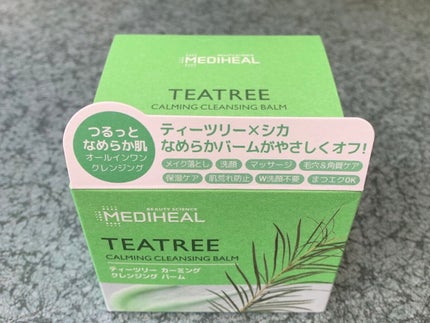 BEAUTY SCIENCE
MEDIHEAL
TEATREE
CALMING CLEANSING BALM
つるっと
なめらか肌
オールインワン
クレンジング
ティーツリー×シカ
なめらかバームがやさしくオフ!
メイク落とし 洗顔 マッサージ 毛穴&角質ケア
保湿ケア 肌荒れ防止 W洗顔不要 まつエクOK
BEAUTY SCIENCE
MEDIHEAL
TEATREE
CALMING CLEANSING BALM
ティーツリー カーミング
クレンジング バーム